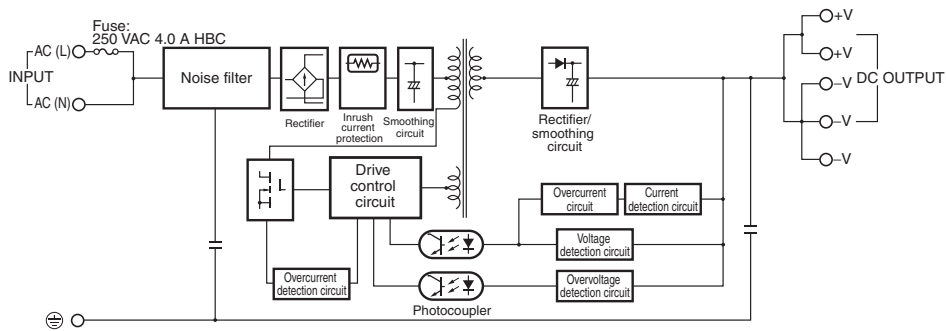 Fuse:
250 VAC 4.0 A HBC
AC (L)
INPUT
AC (N)
Noise filter
Rectifier
Inrush
current
protection
Smoothing
circuit
Rectifier/
smoothing
circuit
+V
+V
DC OUTPUT
–V
–V
–V
Drive
control
circuit
Overcurrent
circuit
Current
detection circuit
Voltage
detection circuit
Overcurrent
detection circuit
Overvoltage
detection circuit
Photocoupler